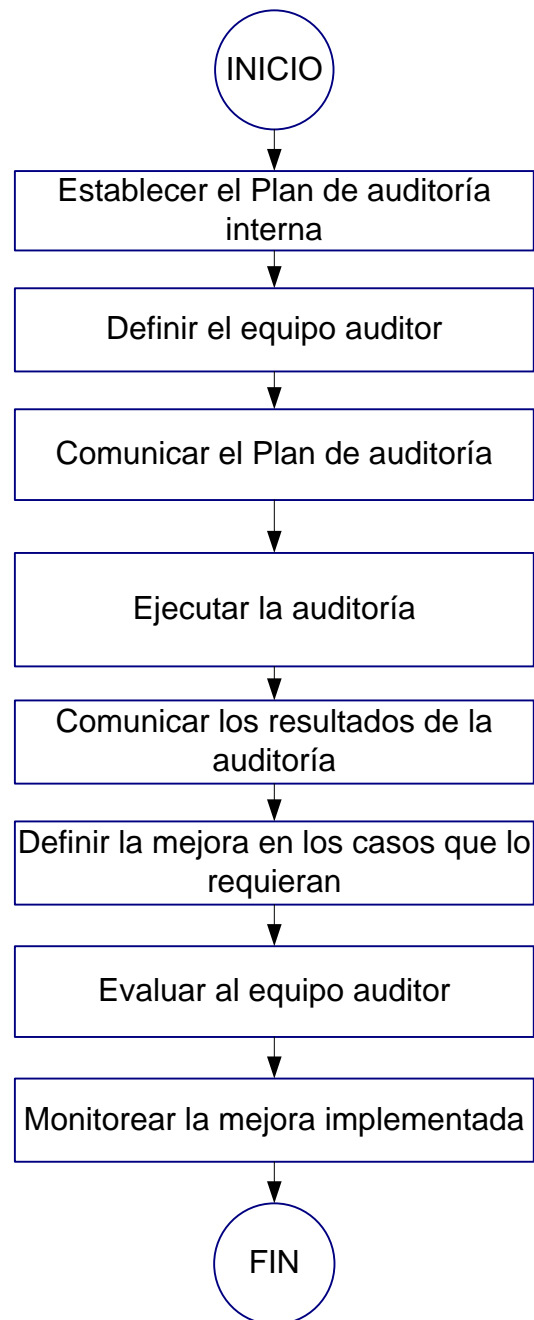 INICIO
Establecer el Plan de auditoría
interna
Definir el equipo auditor
Comunicar el Plan de auditoría
Ejecutar la auditoría
Comunicar los resultados de la
auditoría
Definir la mejora en los casos que lo
requieran
Evaluar al equipo auditor
Monitorear la mejora implementada
FIN